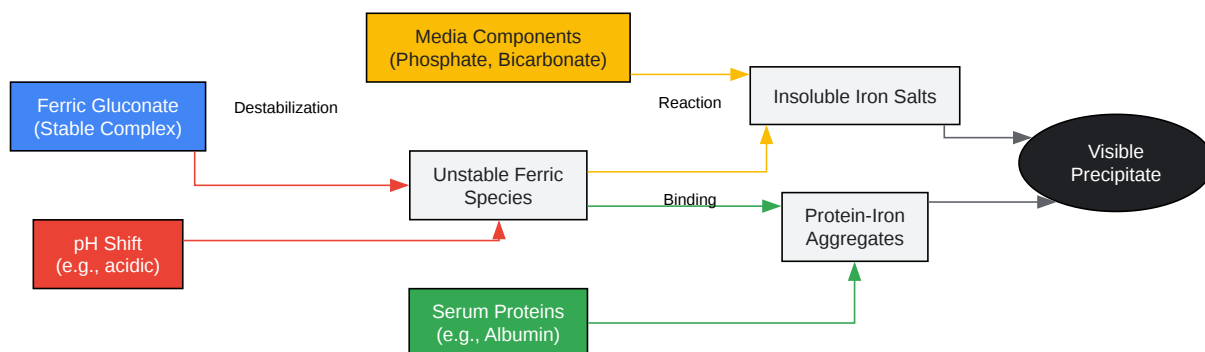 Media Components
(Phosphate, Bicarbonate)
Ferric Gluconate
(Stable Complex)
Destabilization
Reaction
Insoluble Iron Salts
Visible
Precipitate
Unstable Ferric
Species
Binding
Protein-Iron
Aggregates
pH Shift
(e.g., acidic)
Serum Proteins
(e.g., Albumin)